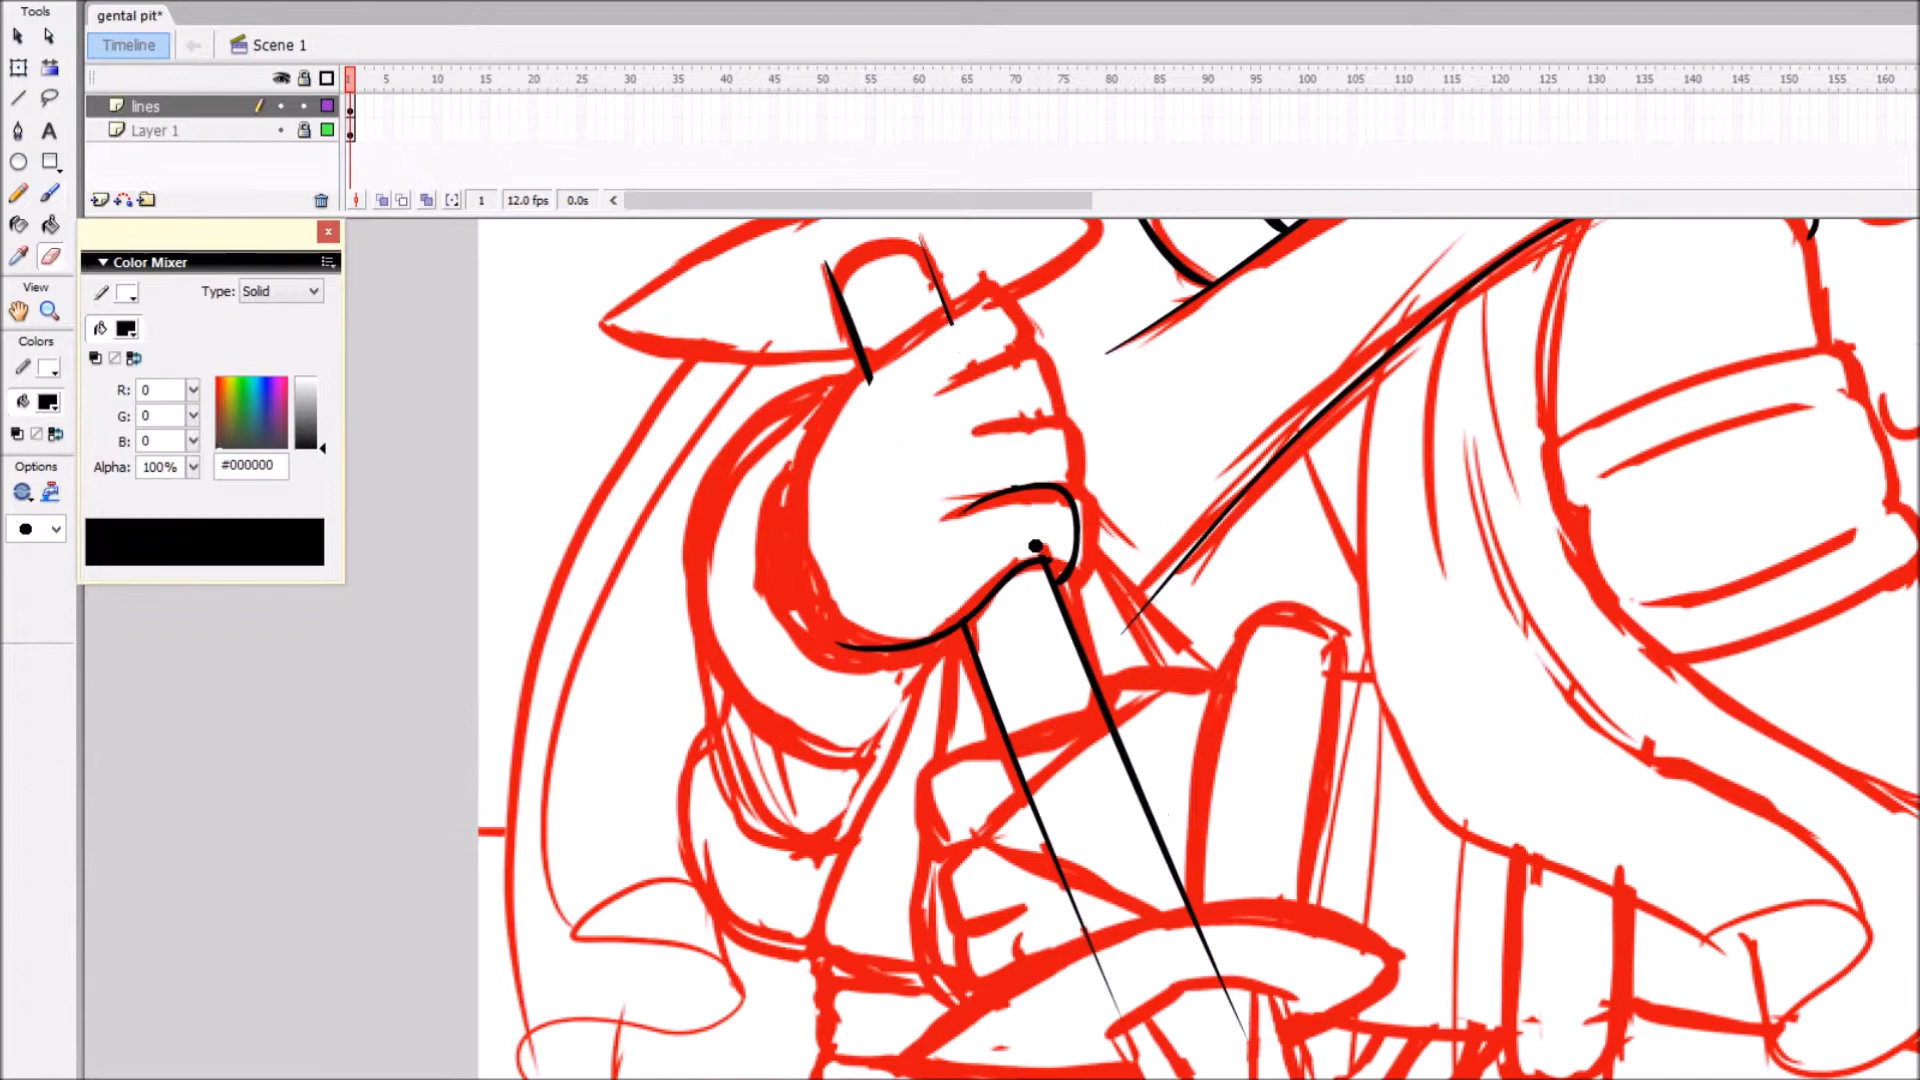 Tools
gental pit*
Timeline
Scene 1
1 5 10 15 20 25 30 35 40 45 50 55 60 65 70 75 80 85 90 95 100 105 110 115 120 125 130 135 140 145 150 155 160
lines
Layer 1
1 12.0 fps 0.0s
Color Mixer
Type: Solid
R: 0
G: 0
B: 0
Alpha: 100% #000000
View
Colors
Options
A